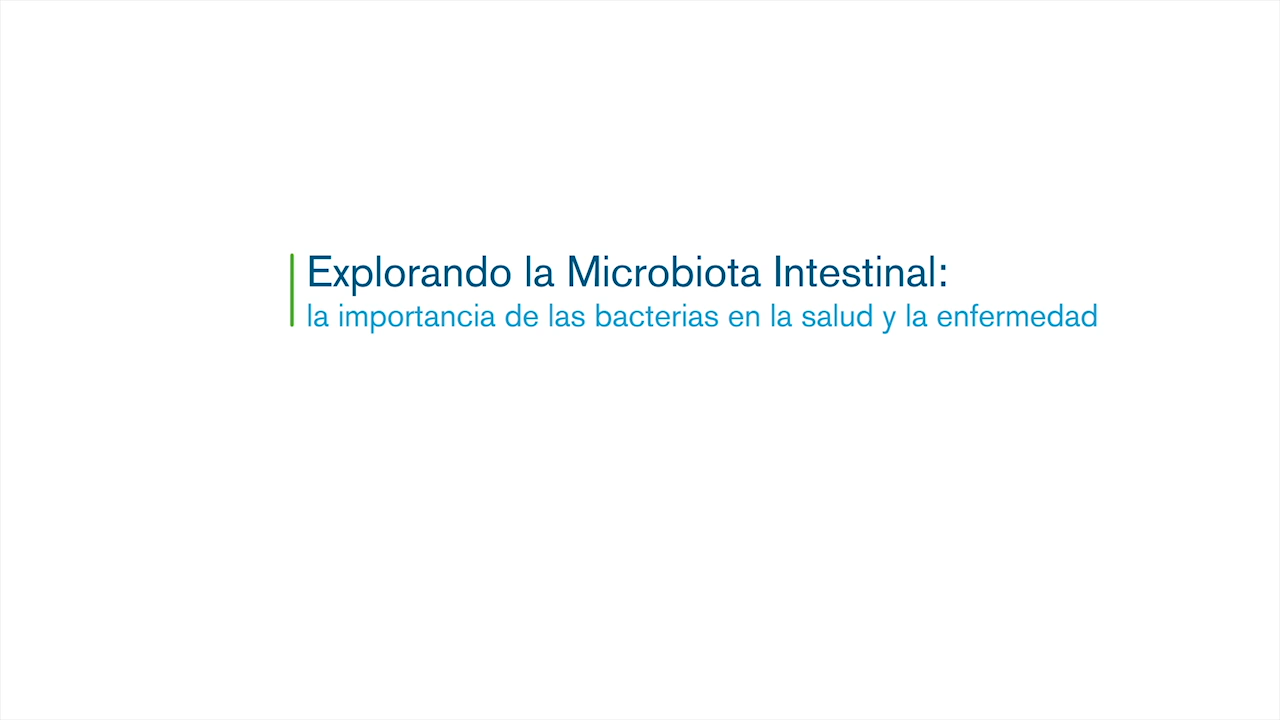 Explorando la Microbiota Intestinal:
la importancia de las bacterias en la salud y la enfermedad